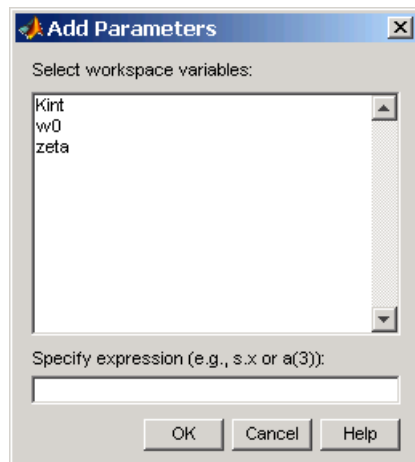 Add Parameters
Select workspace variables:
Kint
w0
zeta
Specify expression (e.g., s.x or a(3)):
OK Cancel Help